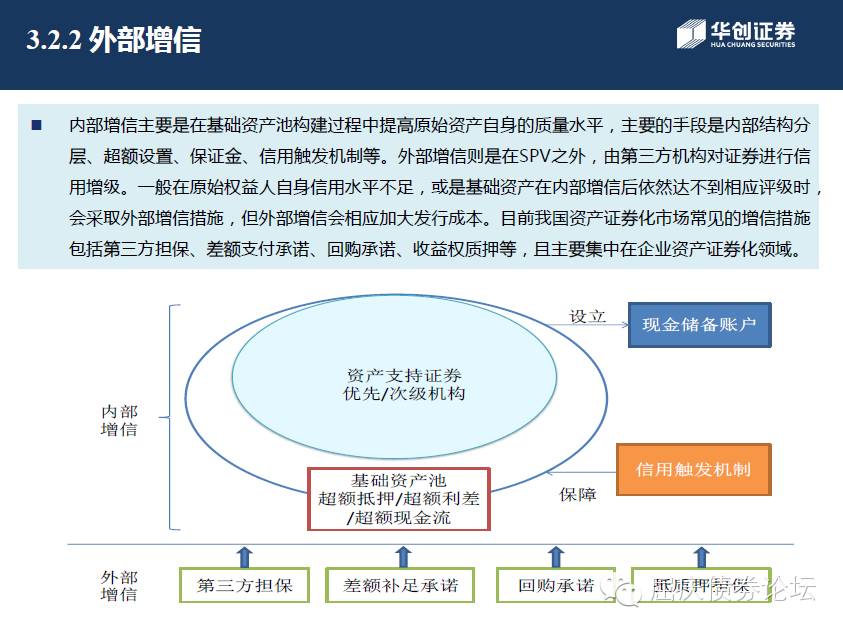 3.2.2 外部增信
华创证券
HUA CHUANG SECURITIES
■ 内部增信主要是在基础资产池构建过程中提高原始资产自身的质量水平，主要的手段是内部结构分
层、超额设置、保证金、信用触发机制等。外部增信则是在SPV之外，由第三方机构对证券进行信
用增级。一般在原始权益人自身信用水平不足，或是基础资产在内部增信后依然达不到相应评级时，
会采取外部增信措施，但外部增信会相应加大发行成本。目前我国资产证券化市场常见的增信措施
包括第三方担保、差额支付承诺、回购承诺、收益权质押等，且主要集中在企业资产证券化领域。
设立
现金储备账户
资产支持证券
优先/次级机构
内部
增信
信用触发机制
保障
基础资产池
超额抵押/超额利差
/超额现金流
外部
增信
第三方担保
差额补足承诺
回购承诺
抵质押担保
屈庆债券论坛